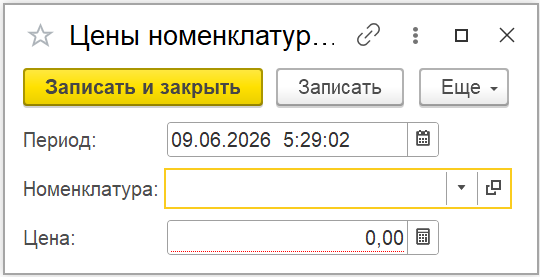 Цены номенклатур...
Записать и закрыть Записать Еще
Период: 09.06.2026 5:29:02
Номенклатура:
Цена: 0,00